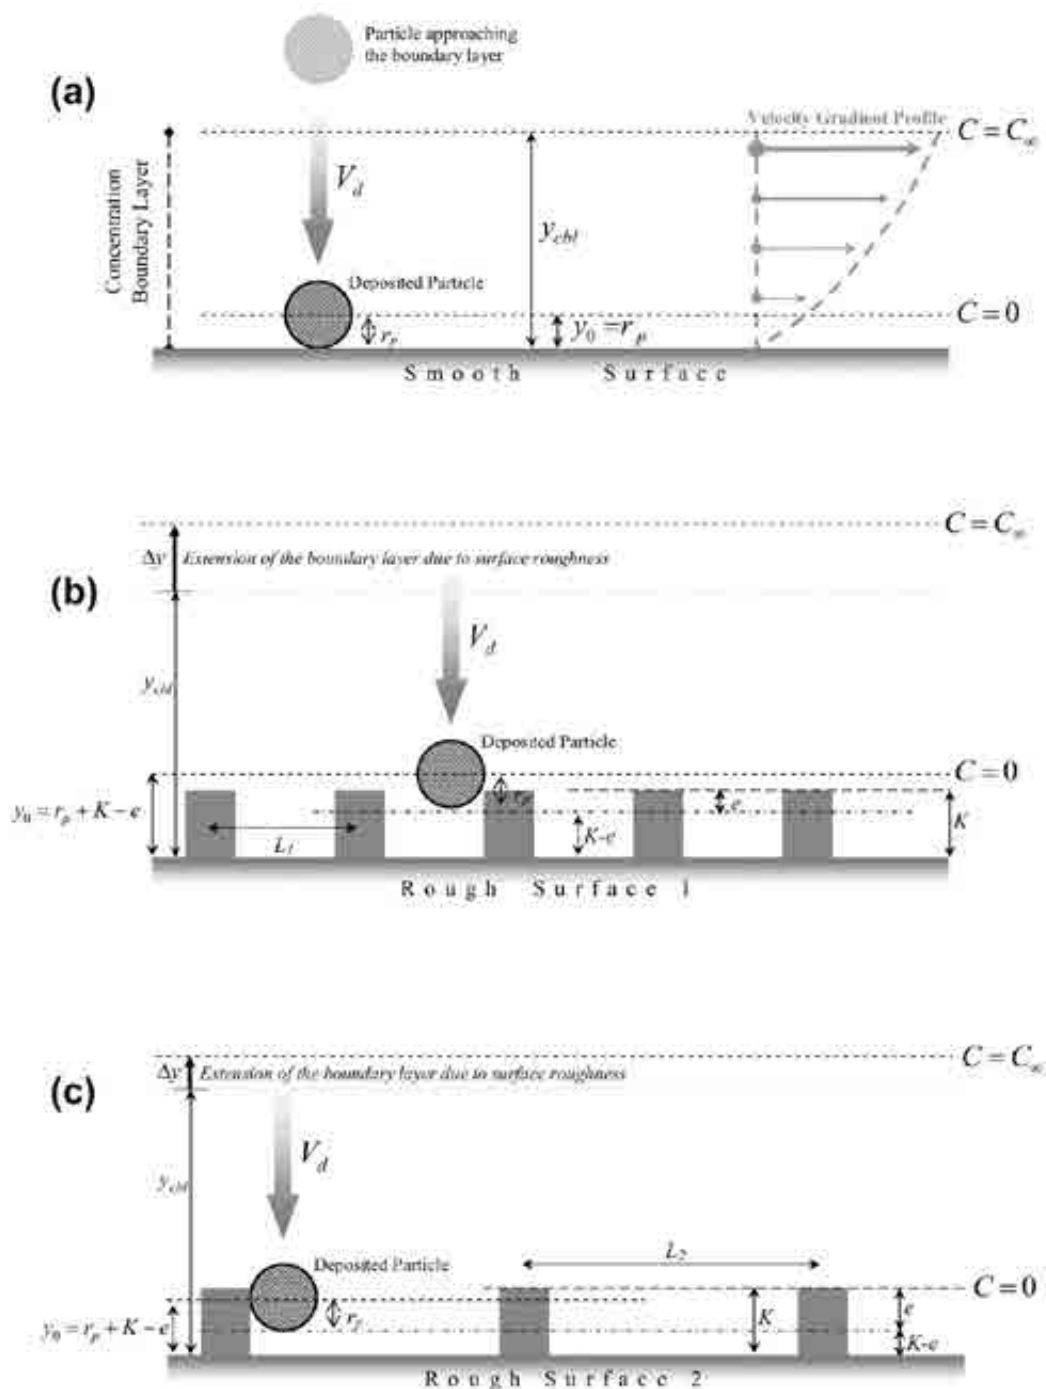 Particle approaching
the boundary layer
(a)
Velocity Gradient Profile
C = C∞
Concentration
Boundary Layer
V_d
y_cbl
Deposited Particle
C = 0
r_p
y_0 = r_p
Smooth Surface
C = C∞
Δy Extension of the boundary layer due to surface roughness
(b)
V_d
y_cbl
Deposited Particle
C = 0
y_0 = r_p + K − e
r_p
e
K
L_1
K-e
Rough Surface 1
C = C∞
Δy Extension of the boundary layer due to surface roughness
(c)
V_d
y_cbl
L_2
Deposited Particle
C = 0
y_0 = r_p + K − e
r_p
K
e
K-e
Rough Surface 2